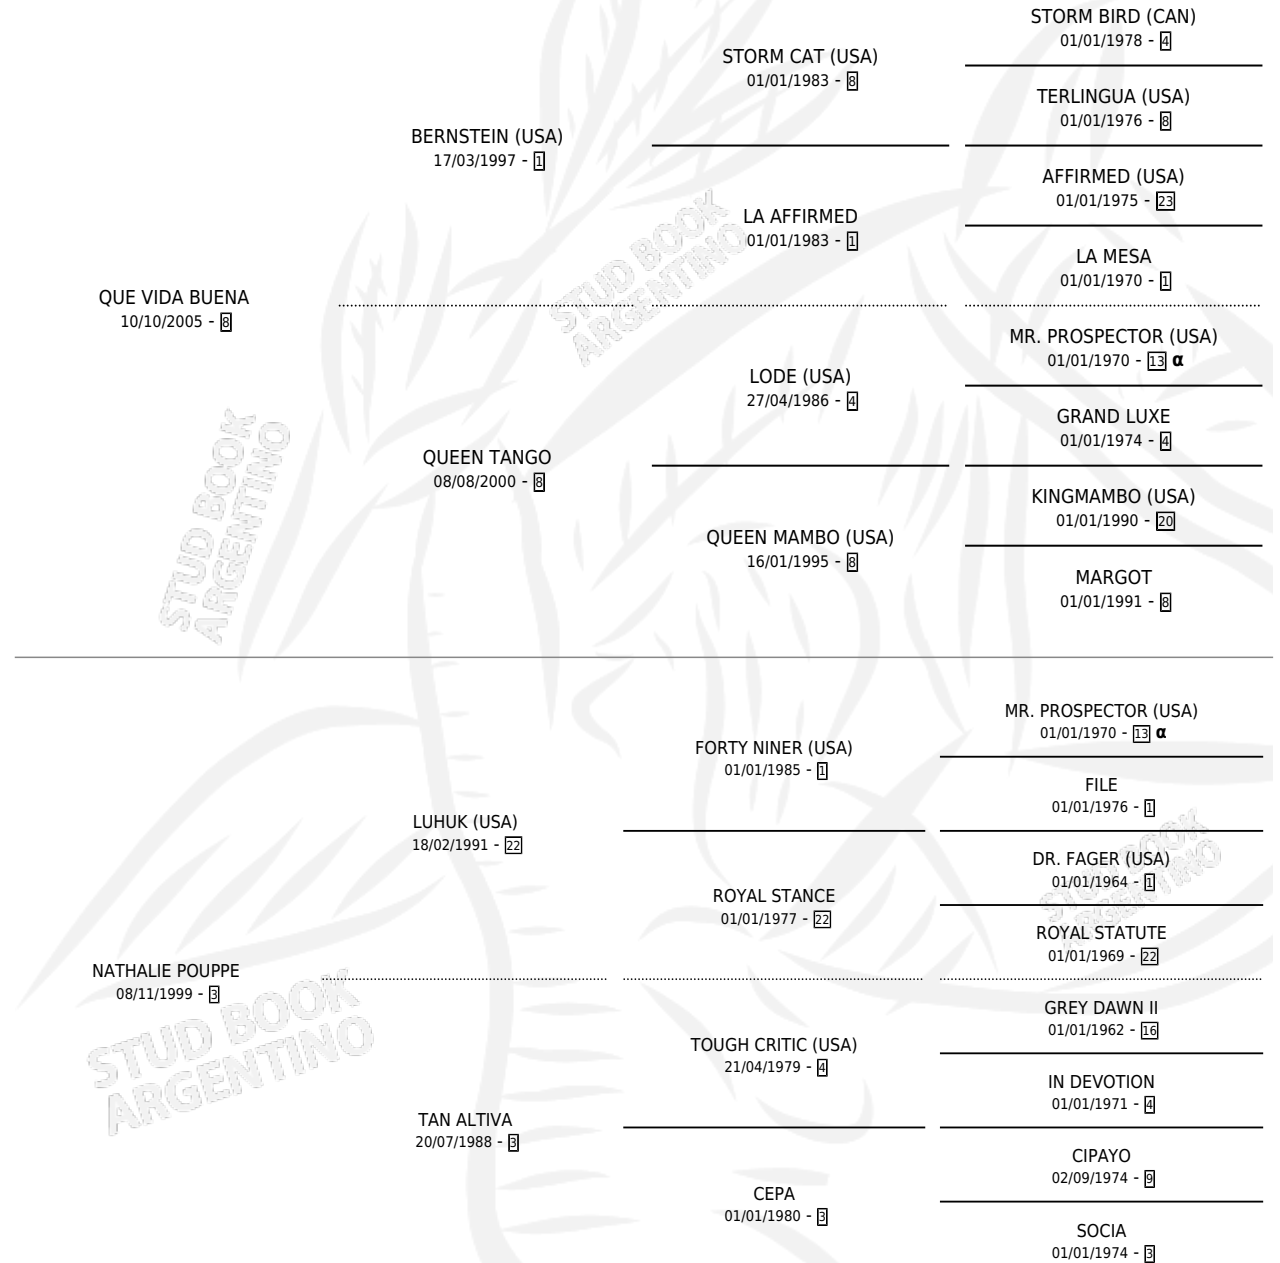 STORM BIRD (CAN)
01/01/1978 - 4
STORM CAT (USA)
01/01/1983 - 8
TERLINGUA (USA)
01/01/1976 - 8
BERNSTEIN (USA)
17/03/1997 - 1
AFFIRMED (USA)
01/01/1975 - 23
LA AFFIRMED
01/01/1983 - 1
LA MESA
01/01/1970 - 1
QUE VIDA BUENA
10/10/2005 - 8
MR. PROSPECTOR (USA)
01/01/1970 - 13 α
LODE (USA)
27/04/1986 - 4
GRAND LUXE
01/01/1974 - 4
QUEEN TANGO
08/08/2000 - 8
KINGMAMBO (USA)
01/01/1990 - 20
QUEEN MAMBO (USA)
16/01/1995 - 8
MARGOT
01/01/1991 - 8
MR. PROSPECTOR (USA)
01/01/1970 - 13 α
FORTY NINER (USA)
01/01/1985 - 1
FILE
01/01/1976 - 1
LUHUK (USA)
18/02/1991 - 22
DR. FAGER (USA)
01/01/1964 - 1
ROYAL STANCE
01/01/1977 - 22
ROYAL STATUTE
01/01/1969 - 22
NATHALIE POUPPE
08/11/1999 - 3
GREY DAWN II
01/01/1962 - 16
TOUGH CRITIC (USA)
21/04/1979 - 4
IN DEVOTION
01/01/1971 - 4
TAN ALTIVA
20/07/1988 - 3
CIPAYO
02/09/1974 - 9
CEPA
01/01/1980 - 3
SOCIA
01/01/1974 - 3
STUD BOOK
ARGENTINO
STUD BOOK
ARGENTINO
STUD BOOK
ARGENTINO
STUD BOOK
ARGENTINO